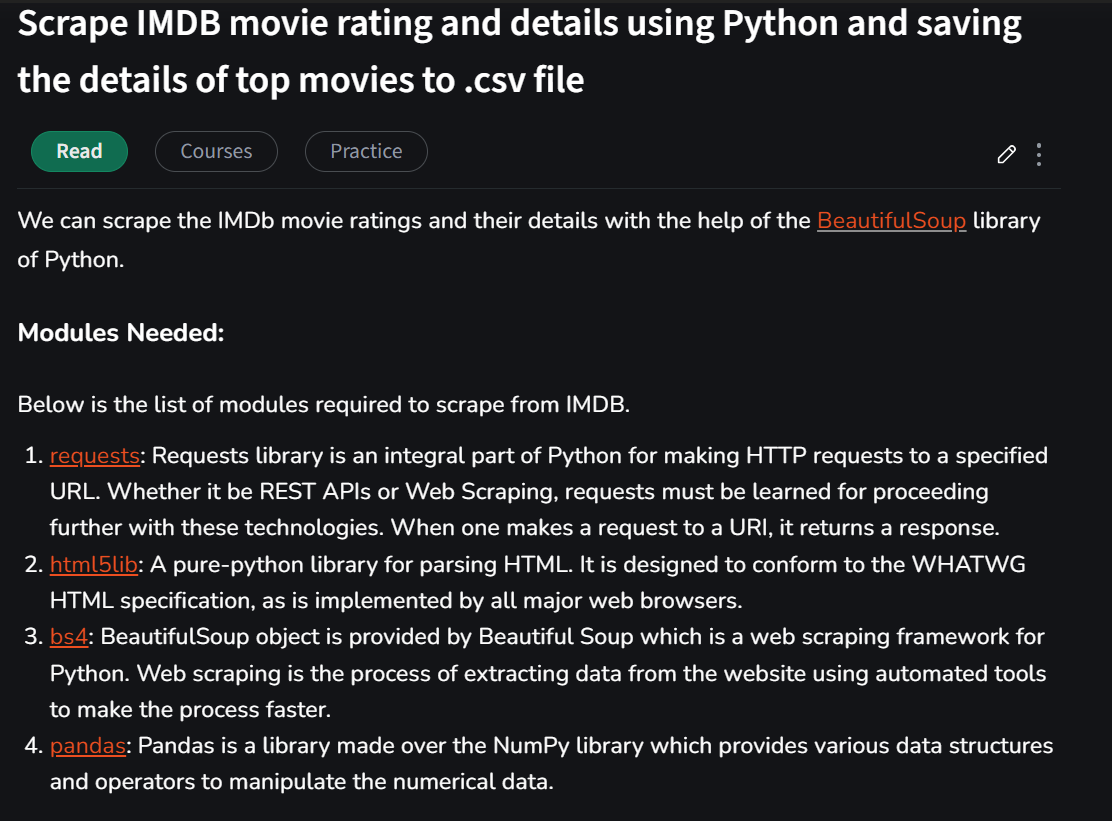 Scrape IMDB movie rating and details using Python and saving
the details of top movies to .csv file
Read Courses Practice
We can scrape the IMDb movie ratings and their details with the help of the BeautifulSoup library
of Python.
Modules Needed:
Below is the list of modules required to scrape from IMDB.
1. requests: Requests library is an integral part of Python for making HTTP requests to a specified
URL. Whether it be REST APIs or Web Scraping, requests must be learned for proceeding
further with these technologies. When one makes a request to a URI, it returns a response.
2. html5lib: A pure-python library for parsing HTML. It is designed to conform to the WHATWG
HTML specification, as is implemented by all major web browsers.
3. bs4: BeautifulSoup object is provided by Beautiful Soup which is a web scraping framework for
Python. Web scraping is the process of extracting data from the website using automated tools
to make the process faster.
4. pandas: Pandas is a library made over the NumPy library which provides various data structures
and operators to manipulate the numerical data.